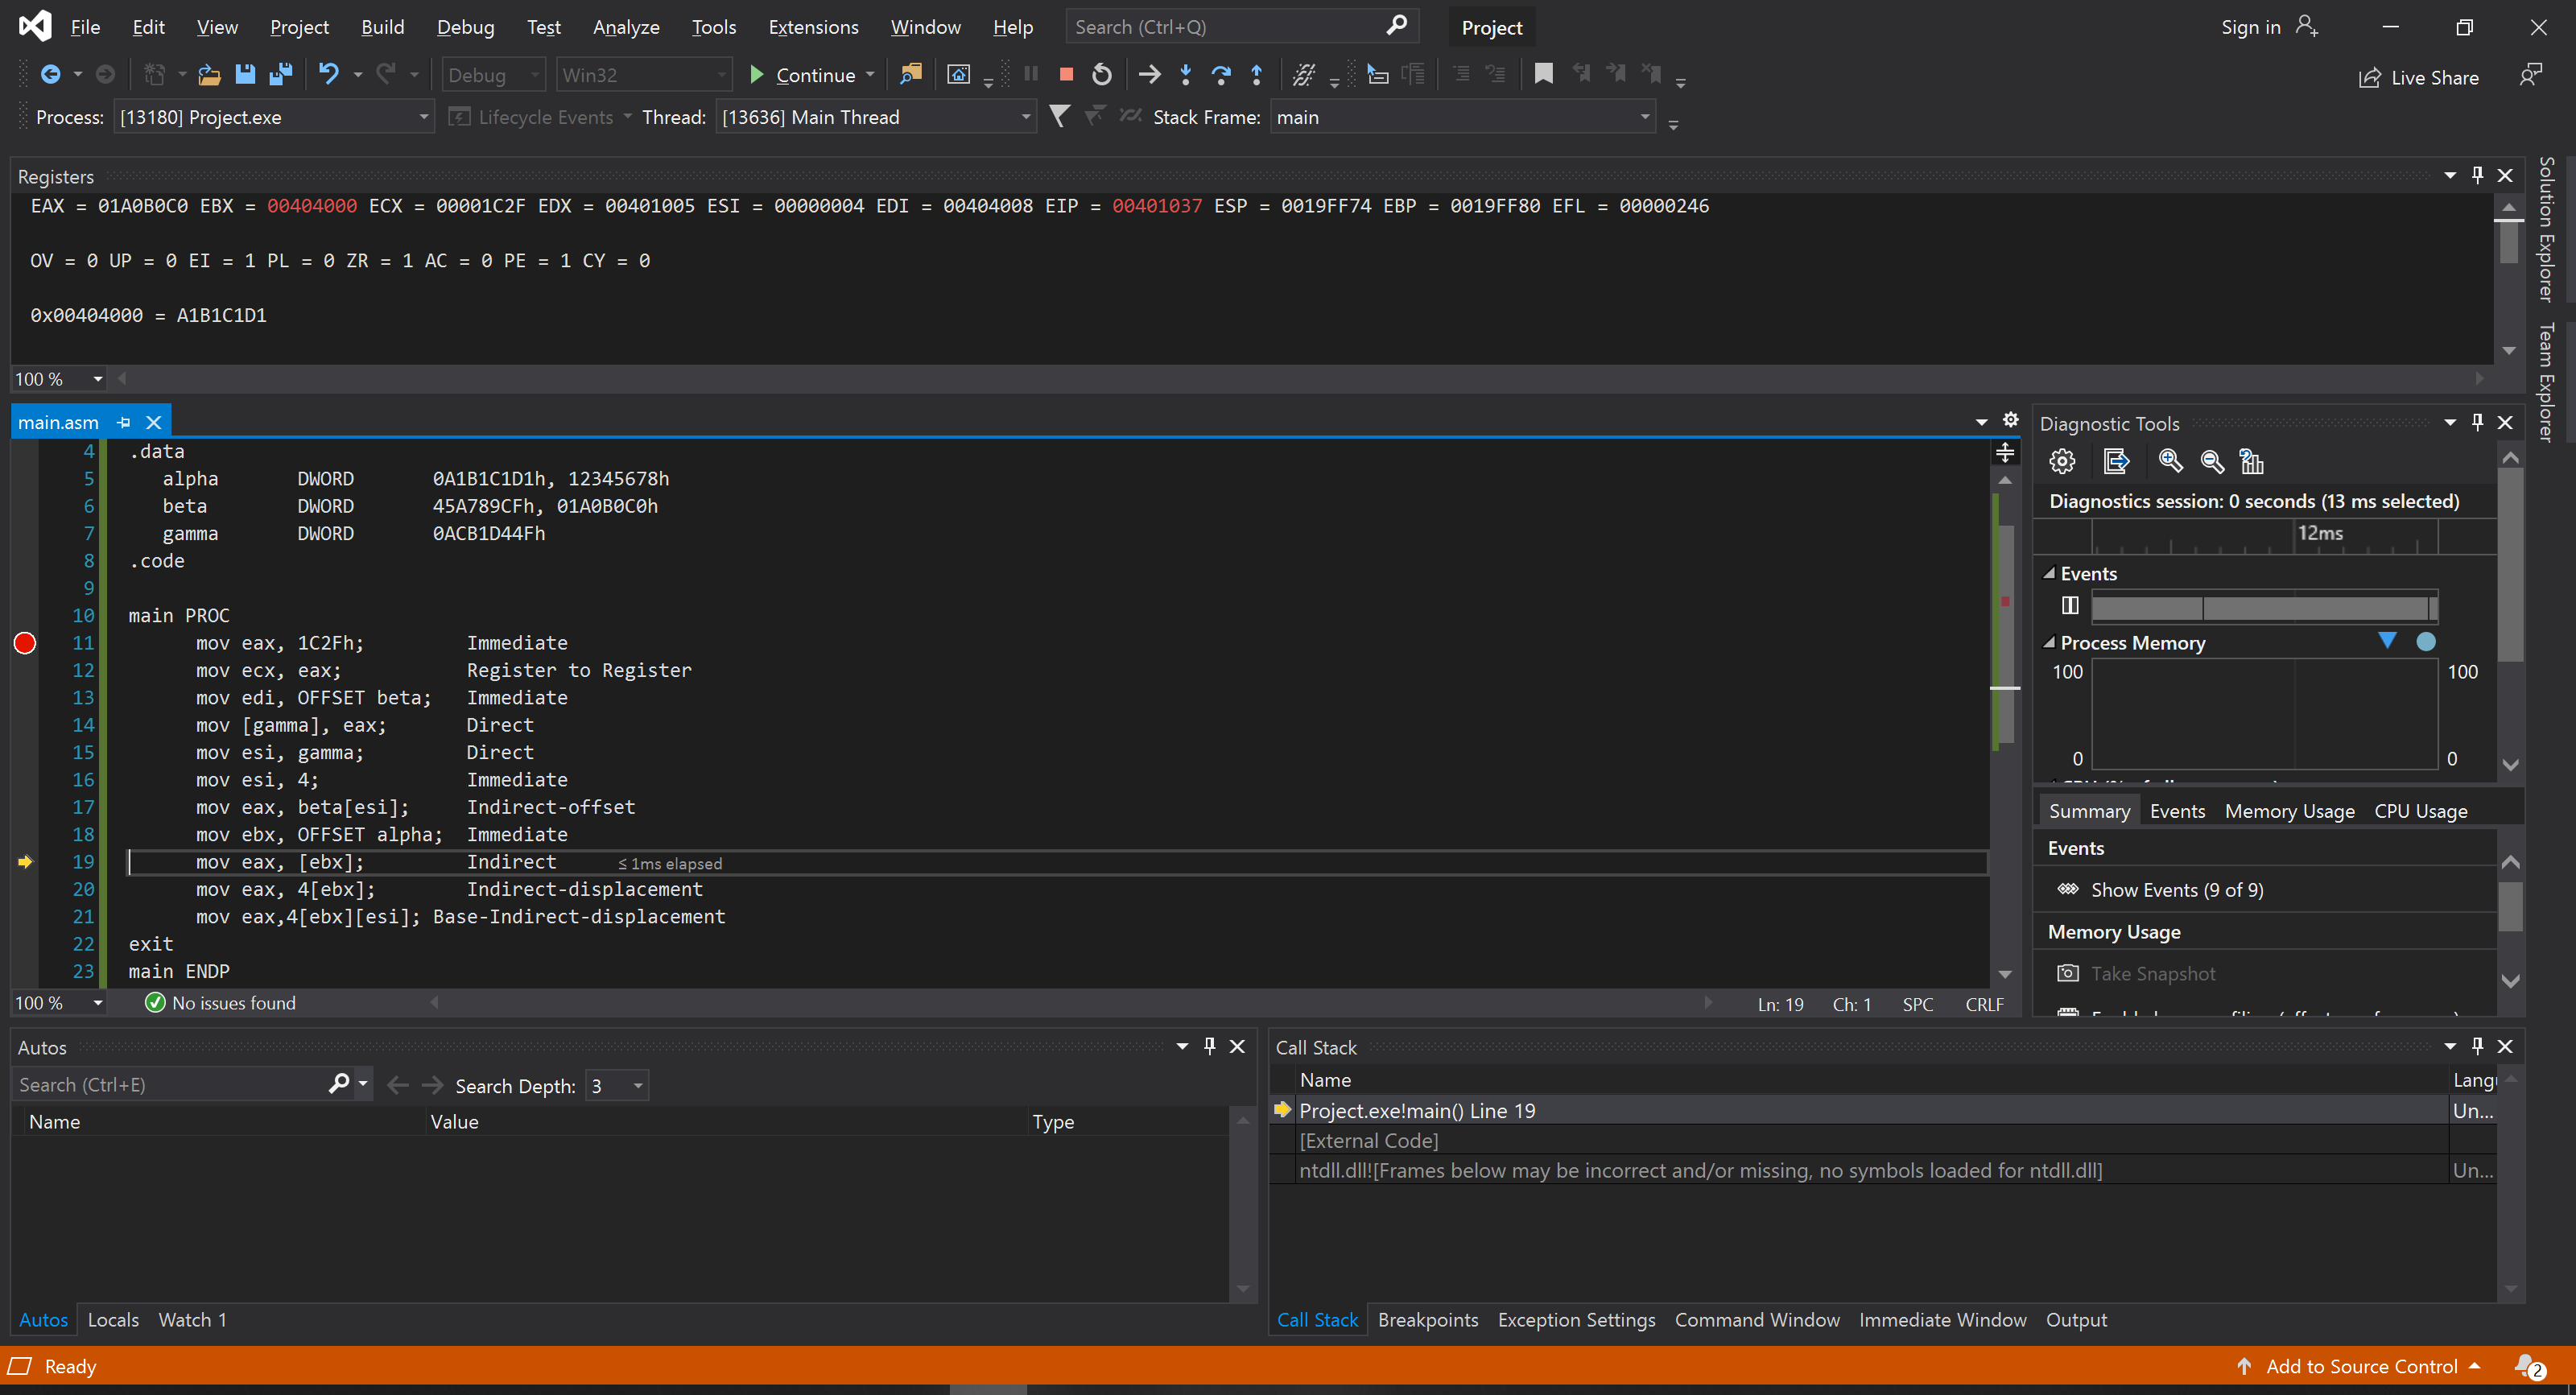 File Edit View Project Build Debug Test Analyze Tools Extensions Window Help Search (Ctrl+Q) Project Sign in
Debug Win32 Continue Live Share
Process: [13180] Project.exe Lifecycle Events Thread: [13636] Main Thread Stack Frame: main
Registers
EAX = 01A0B0C0 EBX = 00404000 ECX = 00001C2F EDX = 00401005 ESI = 00000004 EDI = 00404008 EIP = 00401037 ESP = 0019FF74 EBP = 0019FF80 EFL = 00000246
OV = 0 UP = 0 EI = 1 PL = 0 ZR = 1 AC = 0 PE = 1 CY = 0
0x00404000 = A1B1C1D1
100 %
Solution Explorer
Team Explorer
main.asm
4 .data
5 alpha DWORD 0A1B1C1D1h, 12345678h
6 beta DWORD 45A789CFh, 01A0B0C0h
7 gamma DWORD 0ACB1D44Fh
8 .code
9
10 main PROC
11 mov eax, 1C2Fh; Immediate
12 mov ecx, eax; Register to Register
13 mov edi, OFFSET beta; Immediate
14 mov [gamma], eax; Direct
15 mov esi, gamma; Direct
16 mov esi, 4; Immediate
17 mov eax, beta[esi]; Indirect-offset
18 mov ebx, OFFSET alpha; Immediate
19 mov eax, [ebx]; Indirect ≤ 1ms elapsed
20 mov eax, 4[ebx]; Indirect-displacement
21 mov eax,4[ebx][esi]; Base-Indirect-displacement
22 exit
23 main ENDP
100 % No issues found Ln: 19 Ch: 1 SPC CRLF
Diagnostic Tools
Diagnostics session: 0 seconds (13 ms selected)
12ms
Events
Process Memory
100 100
0 0
Summary Events Memory Usage CPU Usage
Events
Show Events (9 of 9)
Memory Usage
Take Snapshot
Autos
Search (Ctrl+E) Search Depth: 3
Name Value Type
Autos Locals Watch 1
Call Stack
Name Langu
Project.exe!main() Line 19 Un...
[External Code]
ntdll.dll![Frames below may be incorrect and/or missing, no symbols loaded for ntdll.dll] Un...
Call Stack Breakpoints Exception Settings Command Window Immediate Window Output
Ready Add to Source Control 2